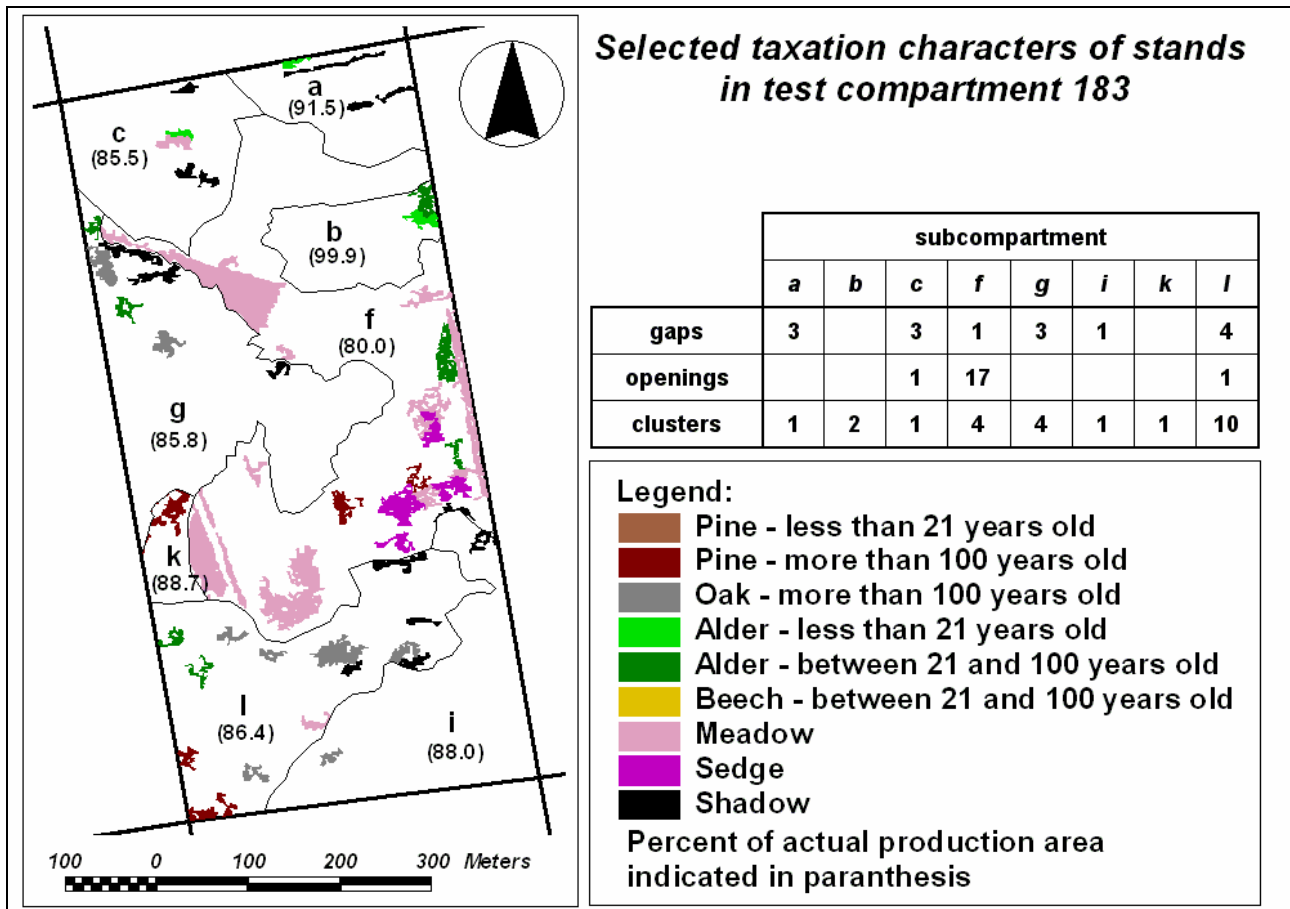 Selected taxation characters of stands
in test compartment 183
a
(91.5)
c
(85.5)
b
(99.9)
f
(80.0)
g
(85.8)
k
(88.7)
l
(86.4)
i
(88.0)
100 0 100 200 300 Meters
subcompartment
a b c f g i k l
gaps 3 3 1 3 1 4
openings 1 17 1
clusters 1 2 1 4 4 1 1 10
Legend:
Pine - less than 21 years old
Pine - more than 100 years old
Oak - more than 100 years old
Alder - less than 21 years old
Alder - between 21 and 100 years old
Beech - between 21 and 100 years old
Meadow
Sedge
Shadow
Percent of actual production area
indicated in paranthesis